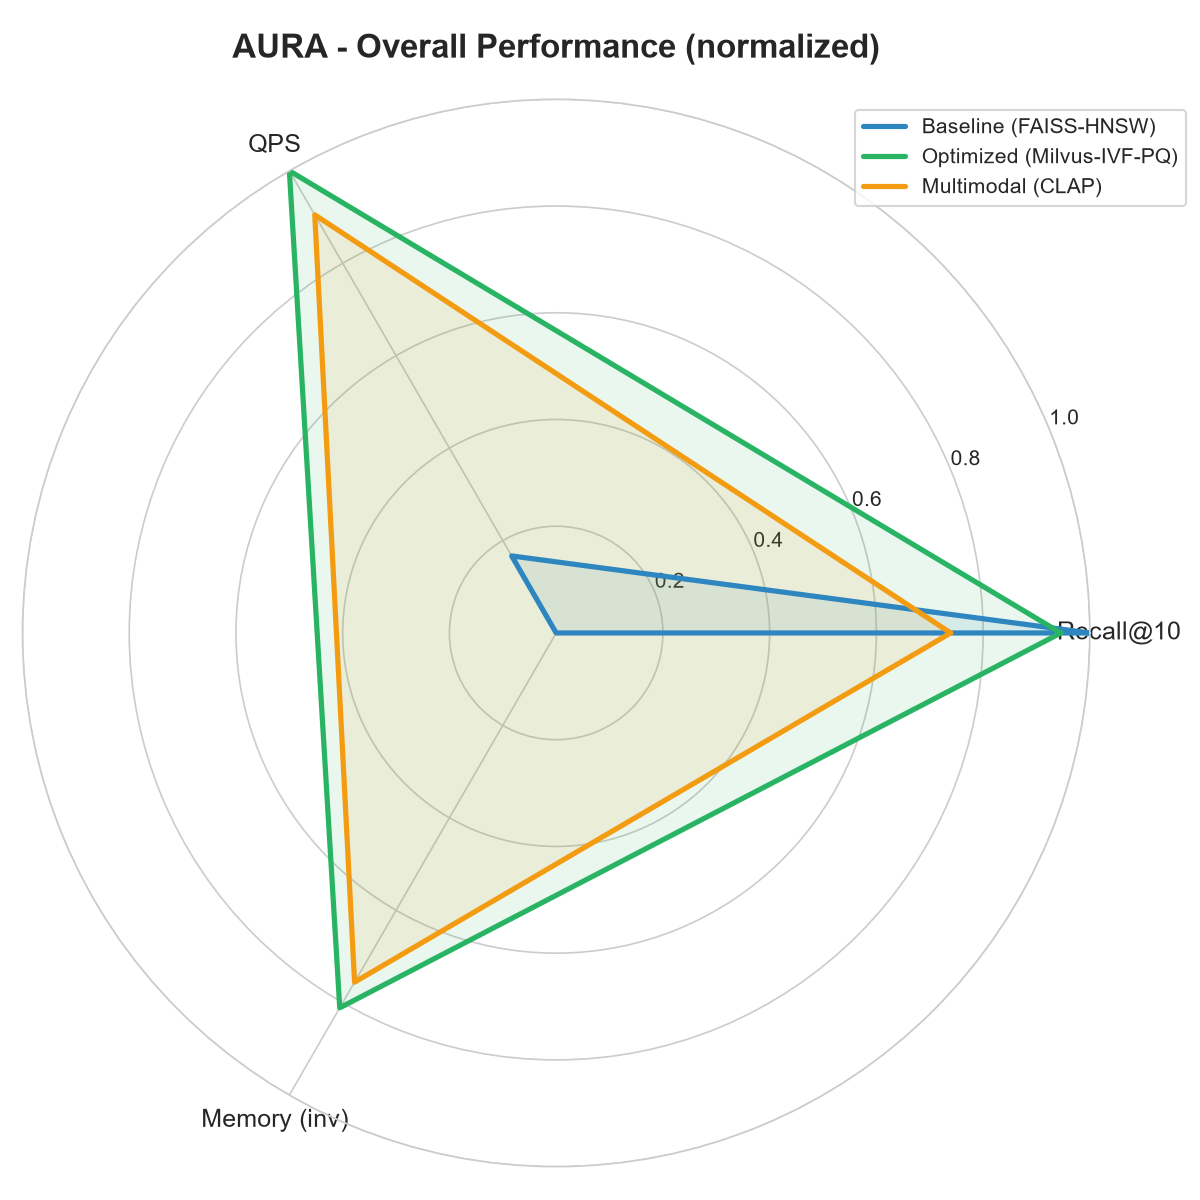 AURA - Overall Performance (normalized)
QPS
Baseline (FAISS-HNSW)
Optimized (Milvus-IVF-PQ)
Multimodal (CLAP)
1.0
0.8
0.6
0.4
0.2
Recall@10
Memory (inv)